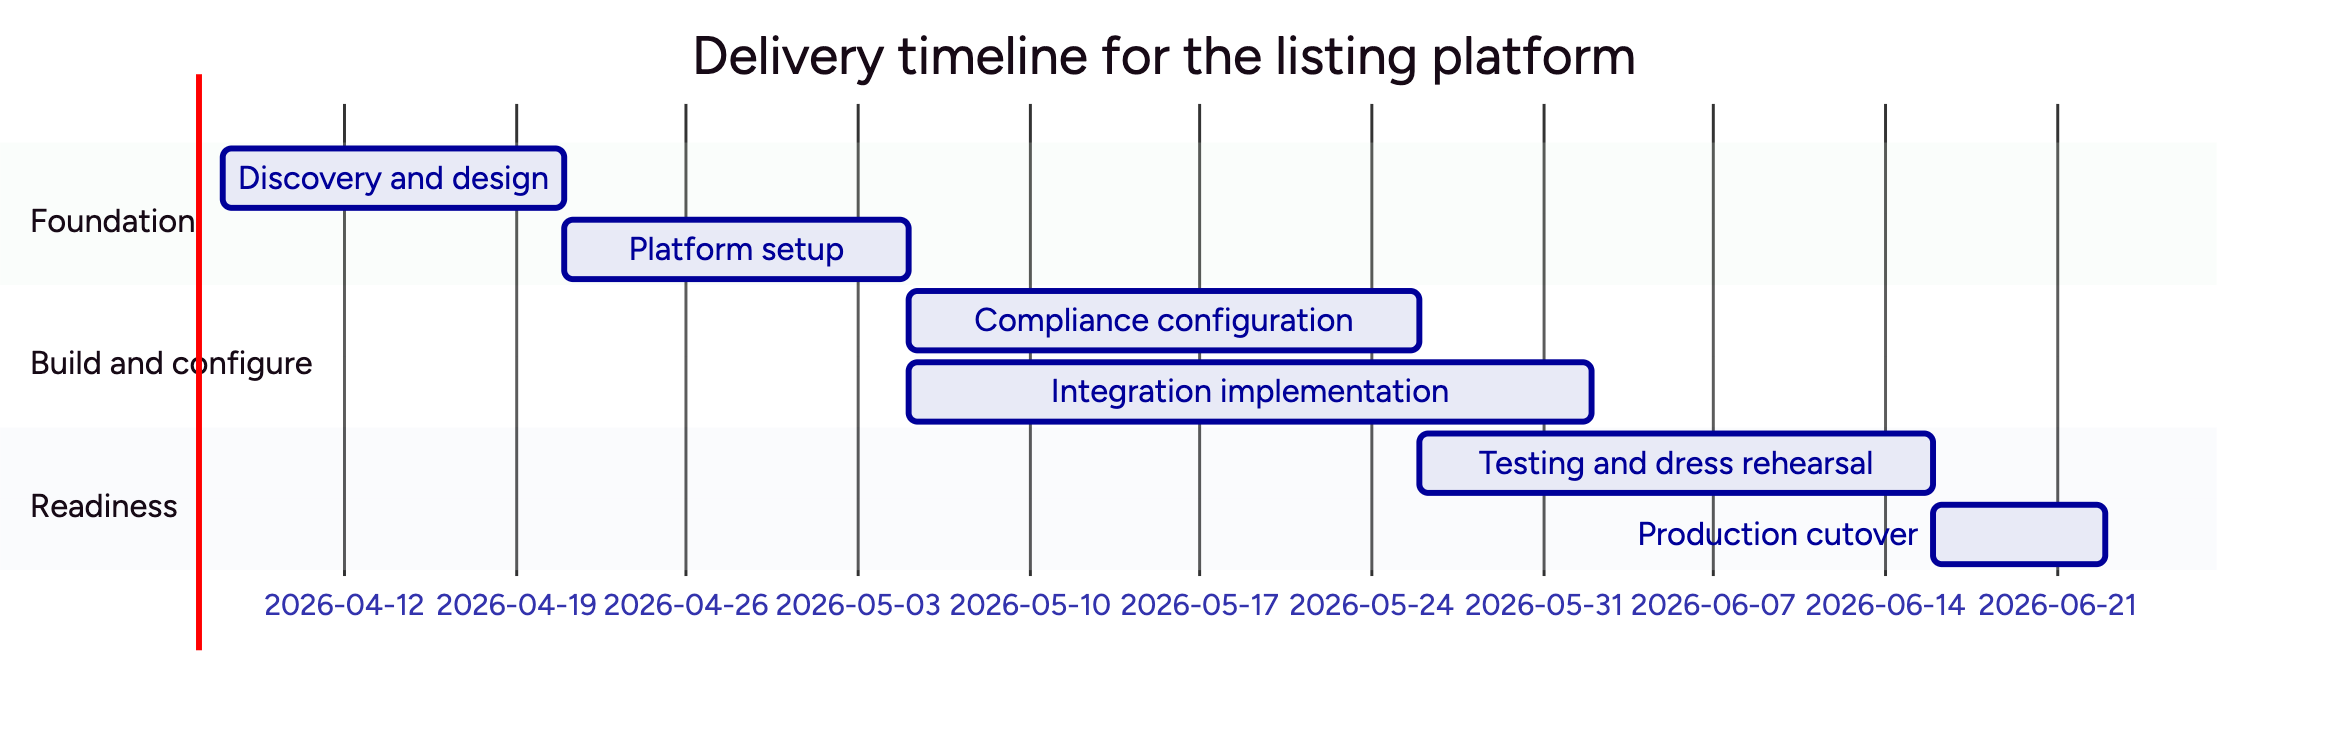 Delivery timeline for the listing platform
Discovery and design
Foundation
Platform setup
Compliance configuration
Build and configure
Integration implementation
Testing and dress rehearsal
Readiness
Production cutover
2026-04-12 2026-04-19 2026-04-26 2026-05-03 2026-05-10 2026-05-17 2026-05-24 2026-05-31 2026-06-07 2026-06-14 2026-06-21